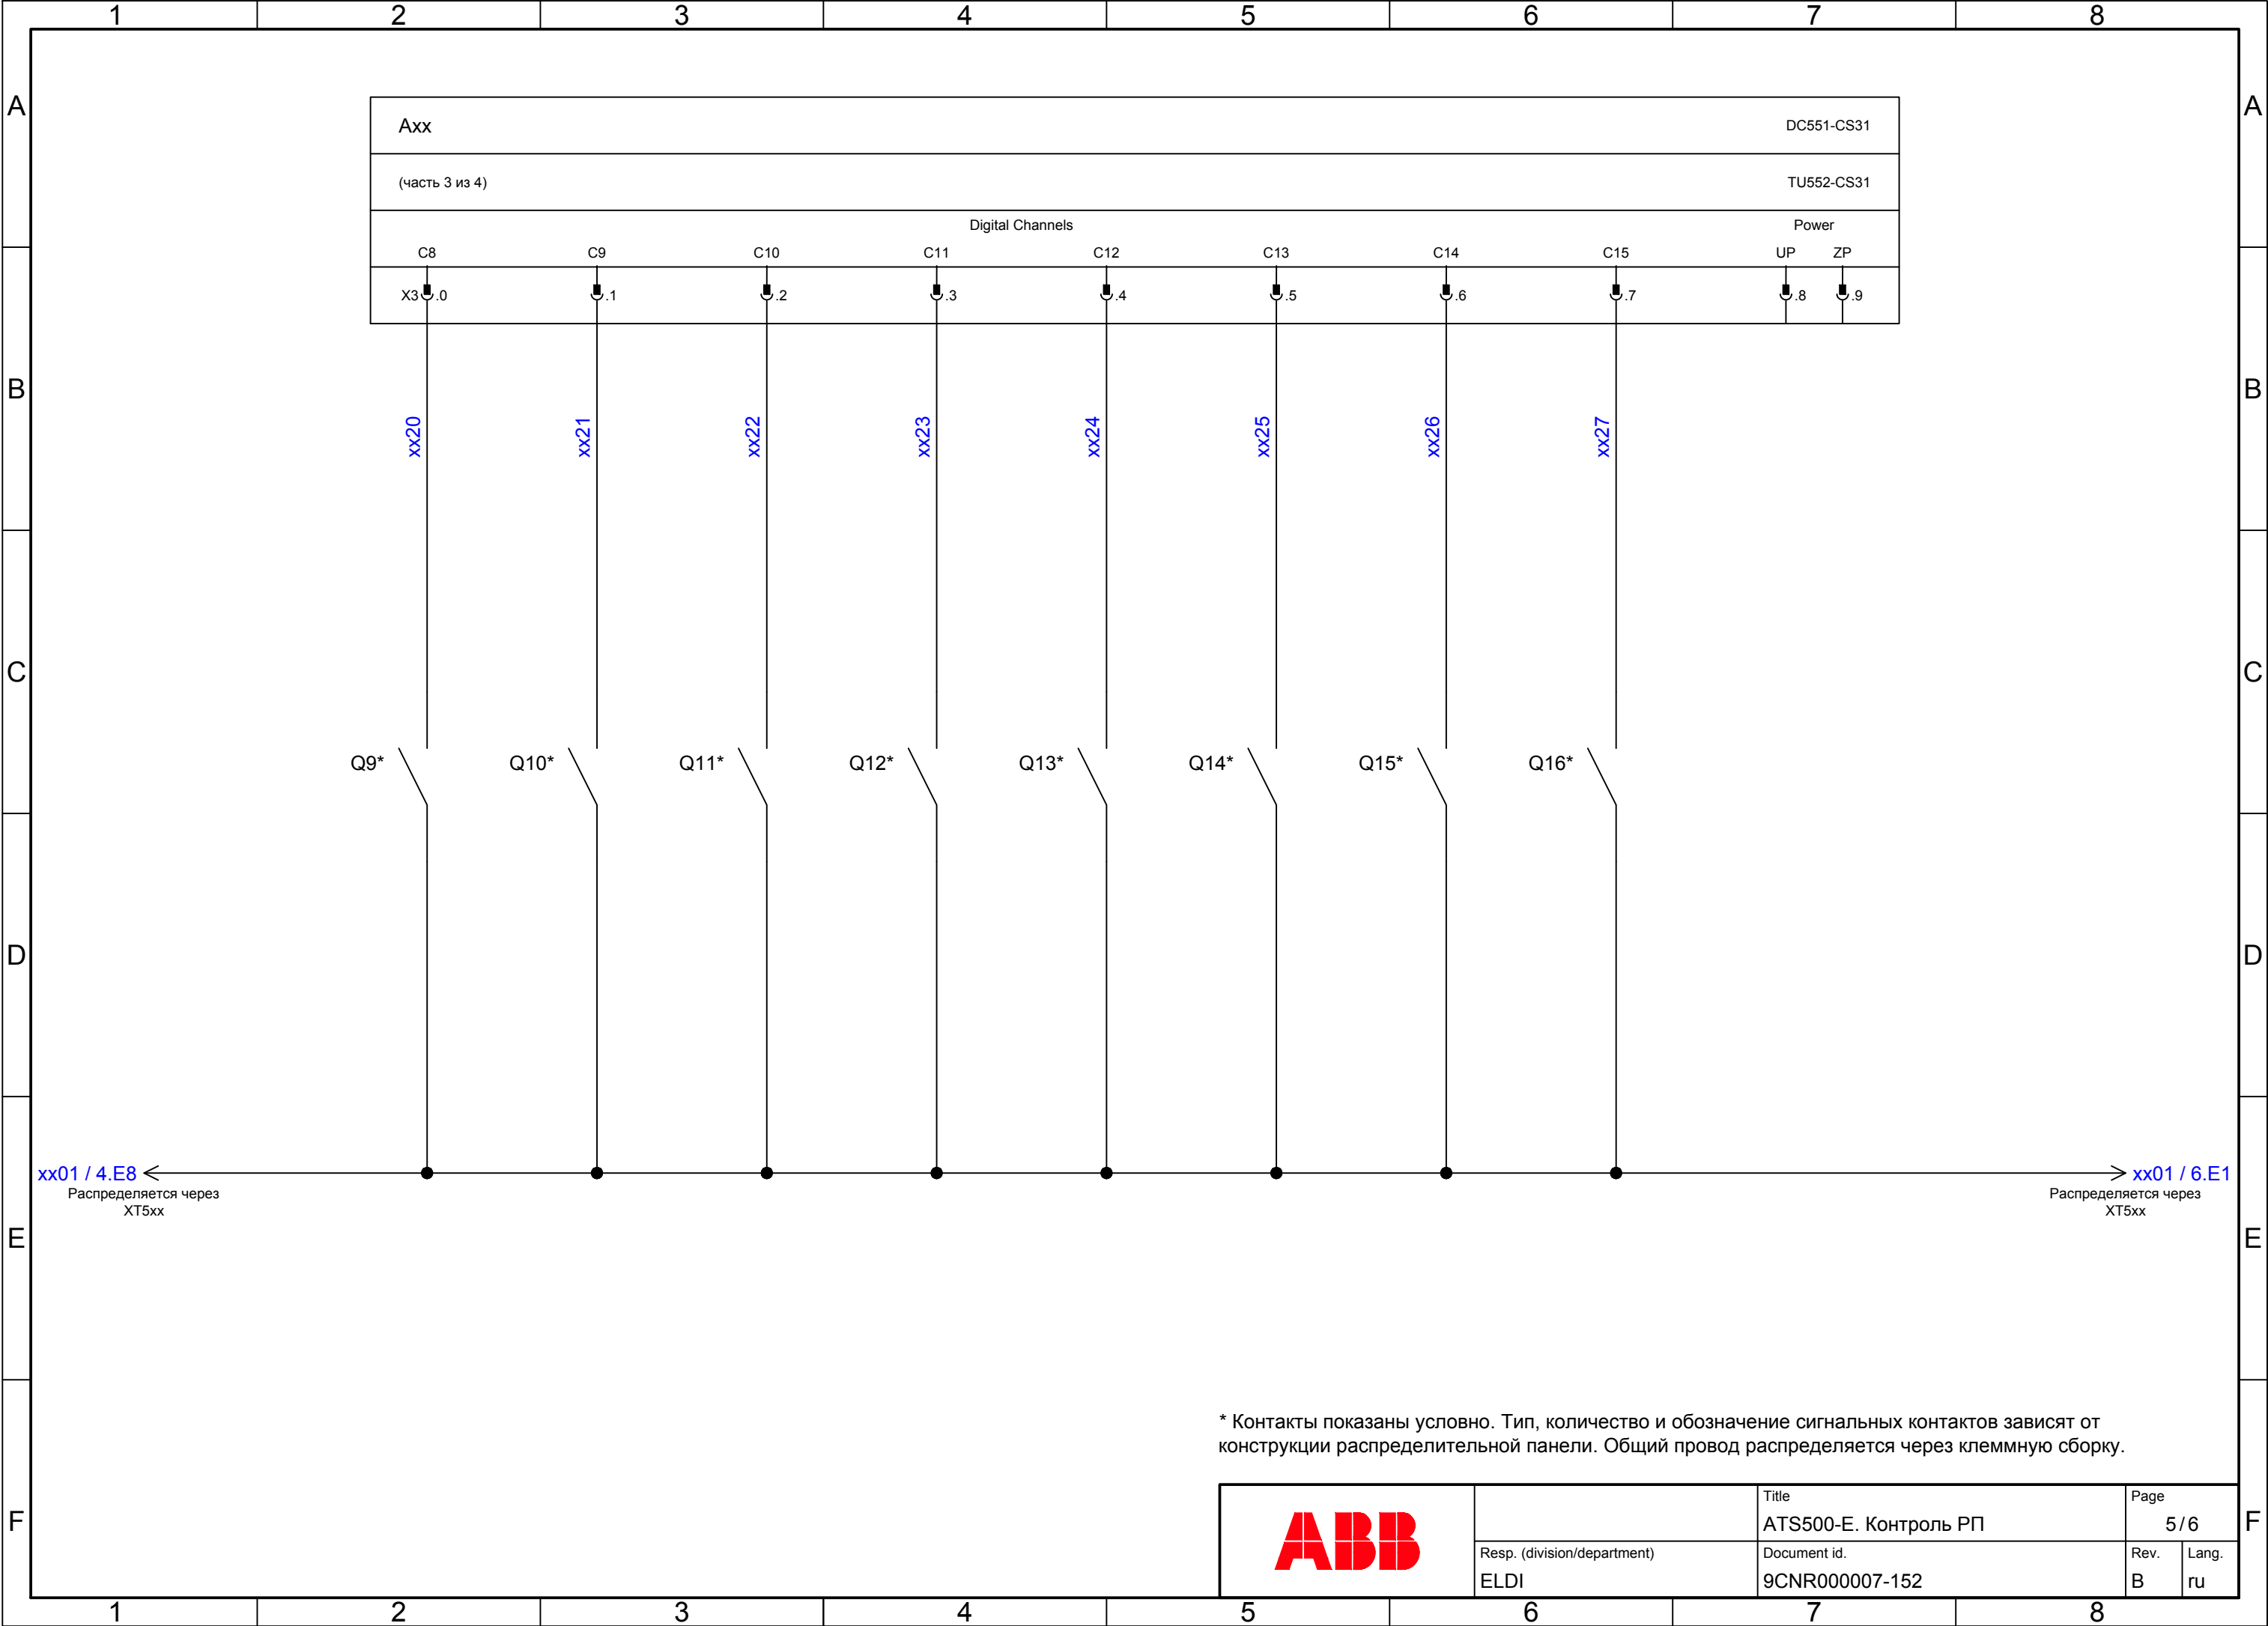 1 2 3 4 5 6 7 8
A A
Axx DC551-CS31
(часть 3 из 4) TU552-CS31
Digital Channels Power
C8 C9 C10 C11 C12 C13 C14 C15 UP ZP
X3 .0 .1 .2 .3 .4 .5 .6 .7 .8 .9
B B
xx20 xx21 xx22 xx23 xx24 xx25 xx26 xx27
C C
Q9* Q10* Q11* Q12* Q13* Q14* Q15* Q16*
D D
xx01 / 4.E8 xx01 / 6.E1
Распределяется через Распределяется через
XT5xx XT5xx
E E
* Контакты показаны условно. Тип, количество и обозначение сигнальных контактов зависят от
конструкции распределительной панели. Общий провод распределяется через клеммную сборку.
F F
ABB
Title Page
ATS500-E. Контроль РП 5/6
Resp. (division/department) Document id. Rev. Lang.
ELDI 9CNR000007-152 B ru
1 2 3 4 5 6 7 8